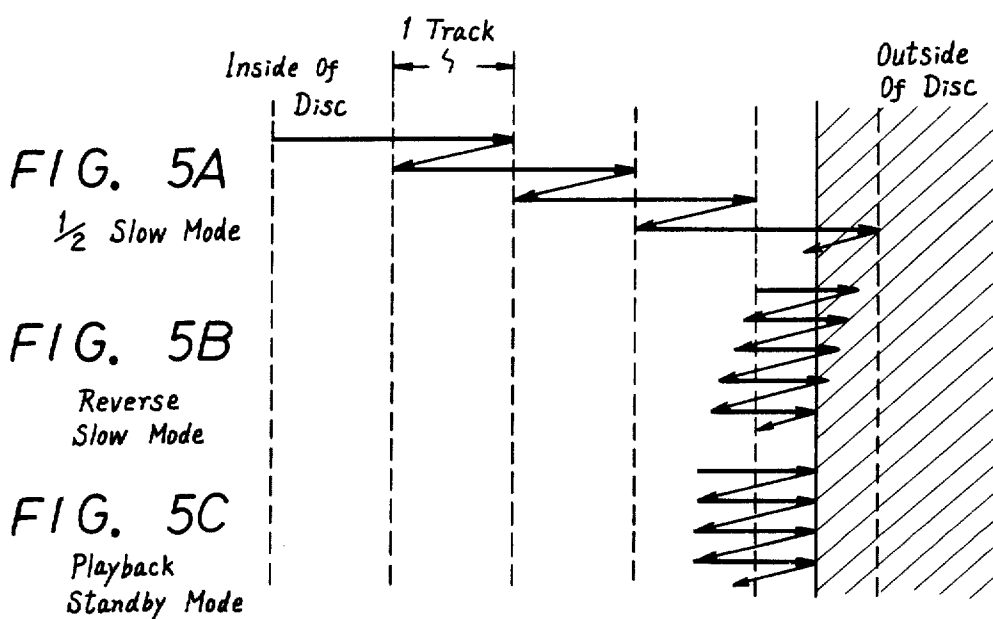 1 Track
Inside Of
Disc
Outside
Of Disc
FIG. 5A
1/2 Slow Mode
FIG. 5B
Reverse
Slow Mode
FIG. 5C
Playback
Standby Mode